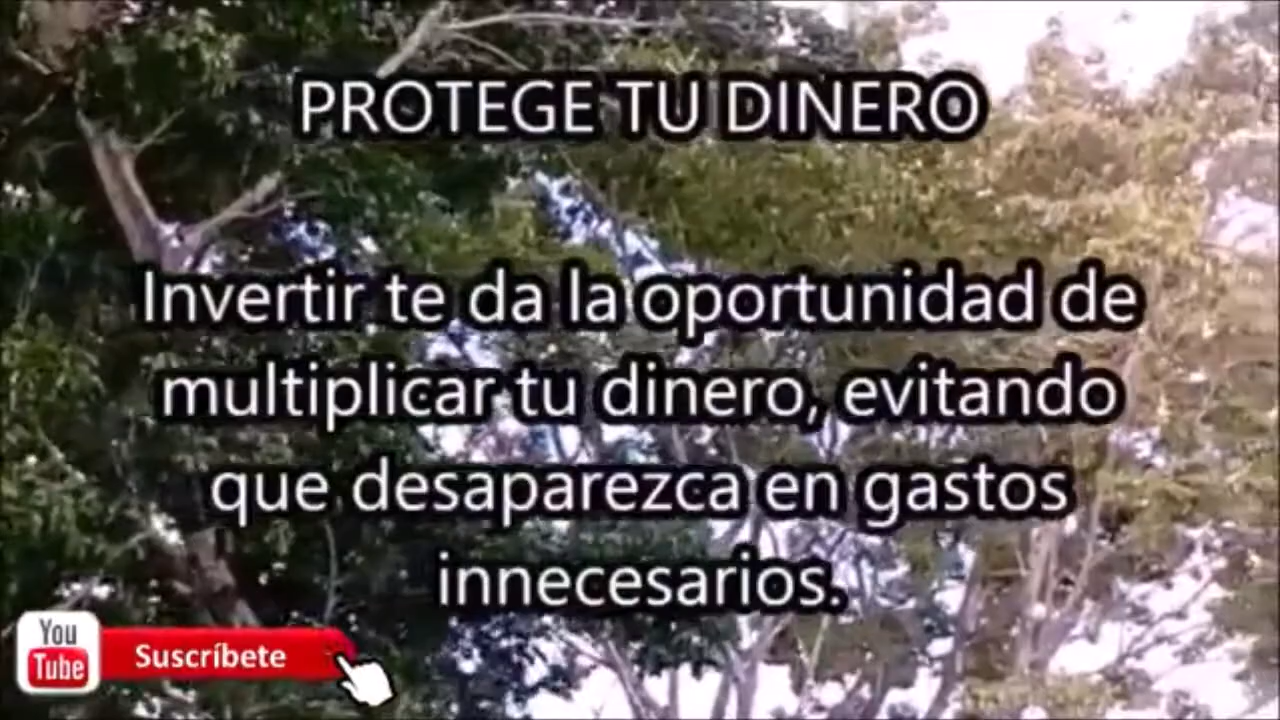 PROTEGE TU DINERO
Invertir te da la oportunidad de
multiplicar tu dinero, evitando
que desaparezca en gastos
innecesarios.
You
Tube
Suscríbete